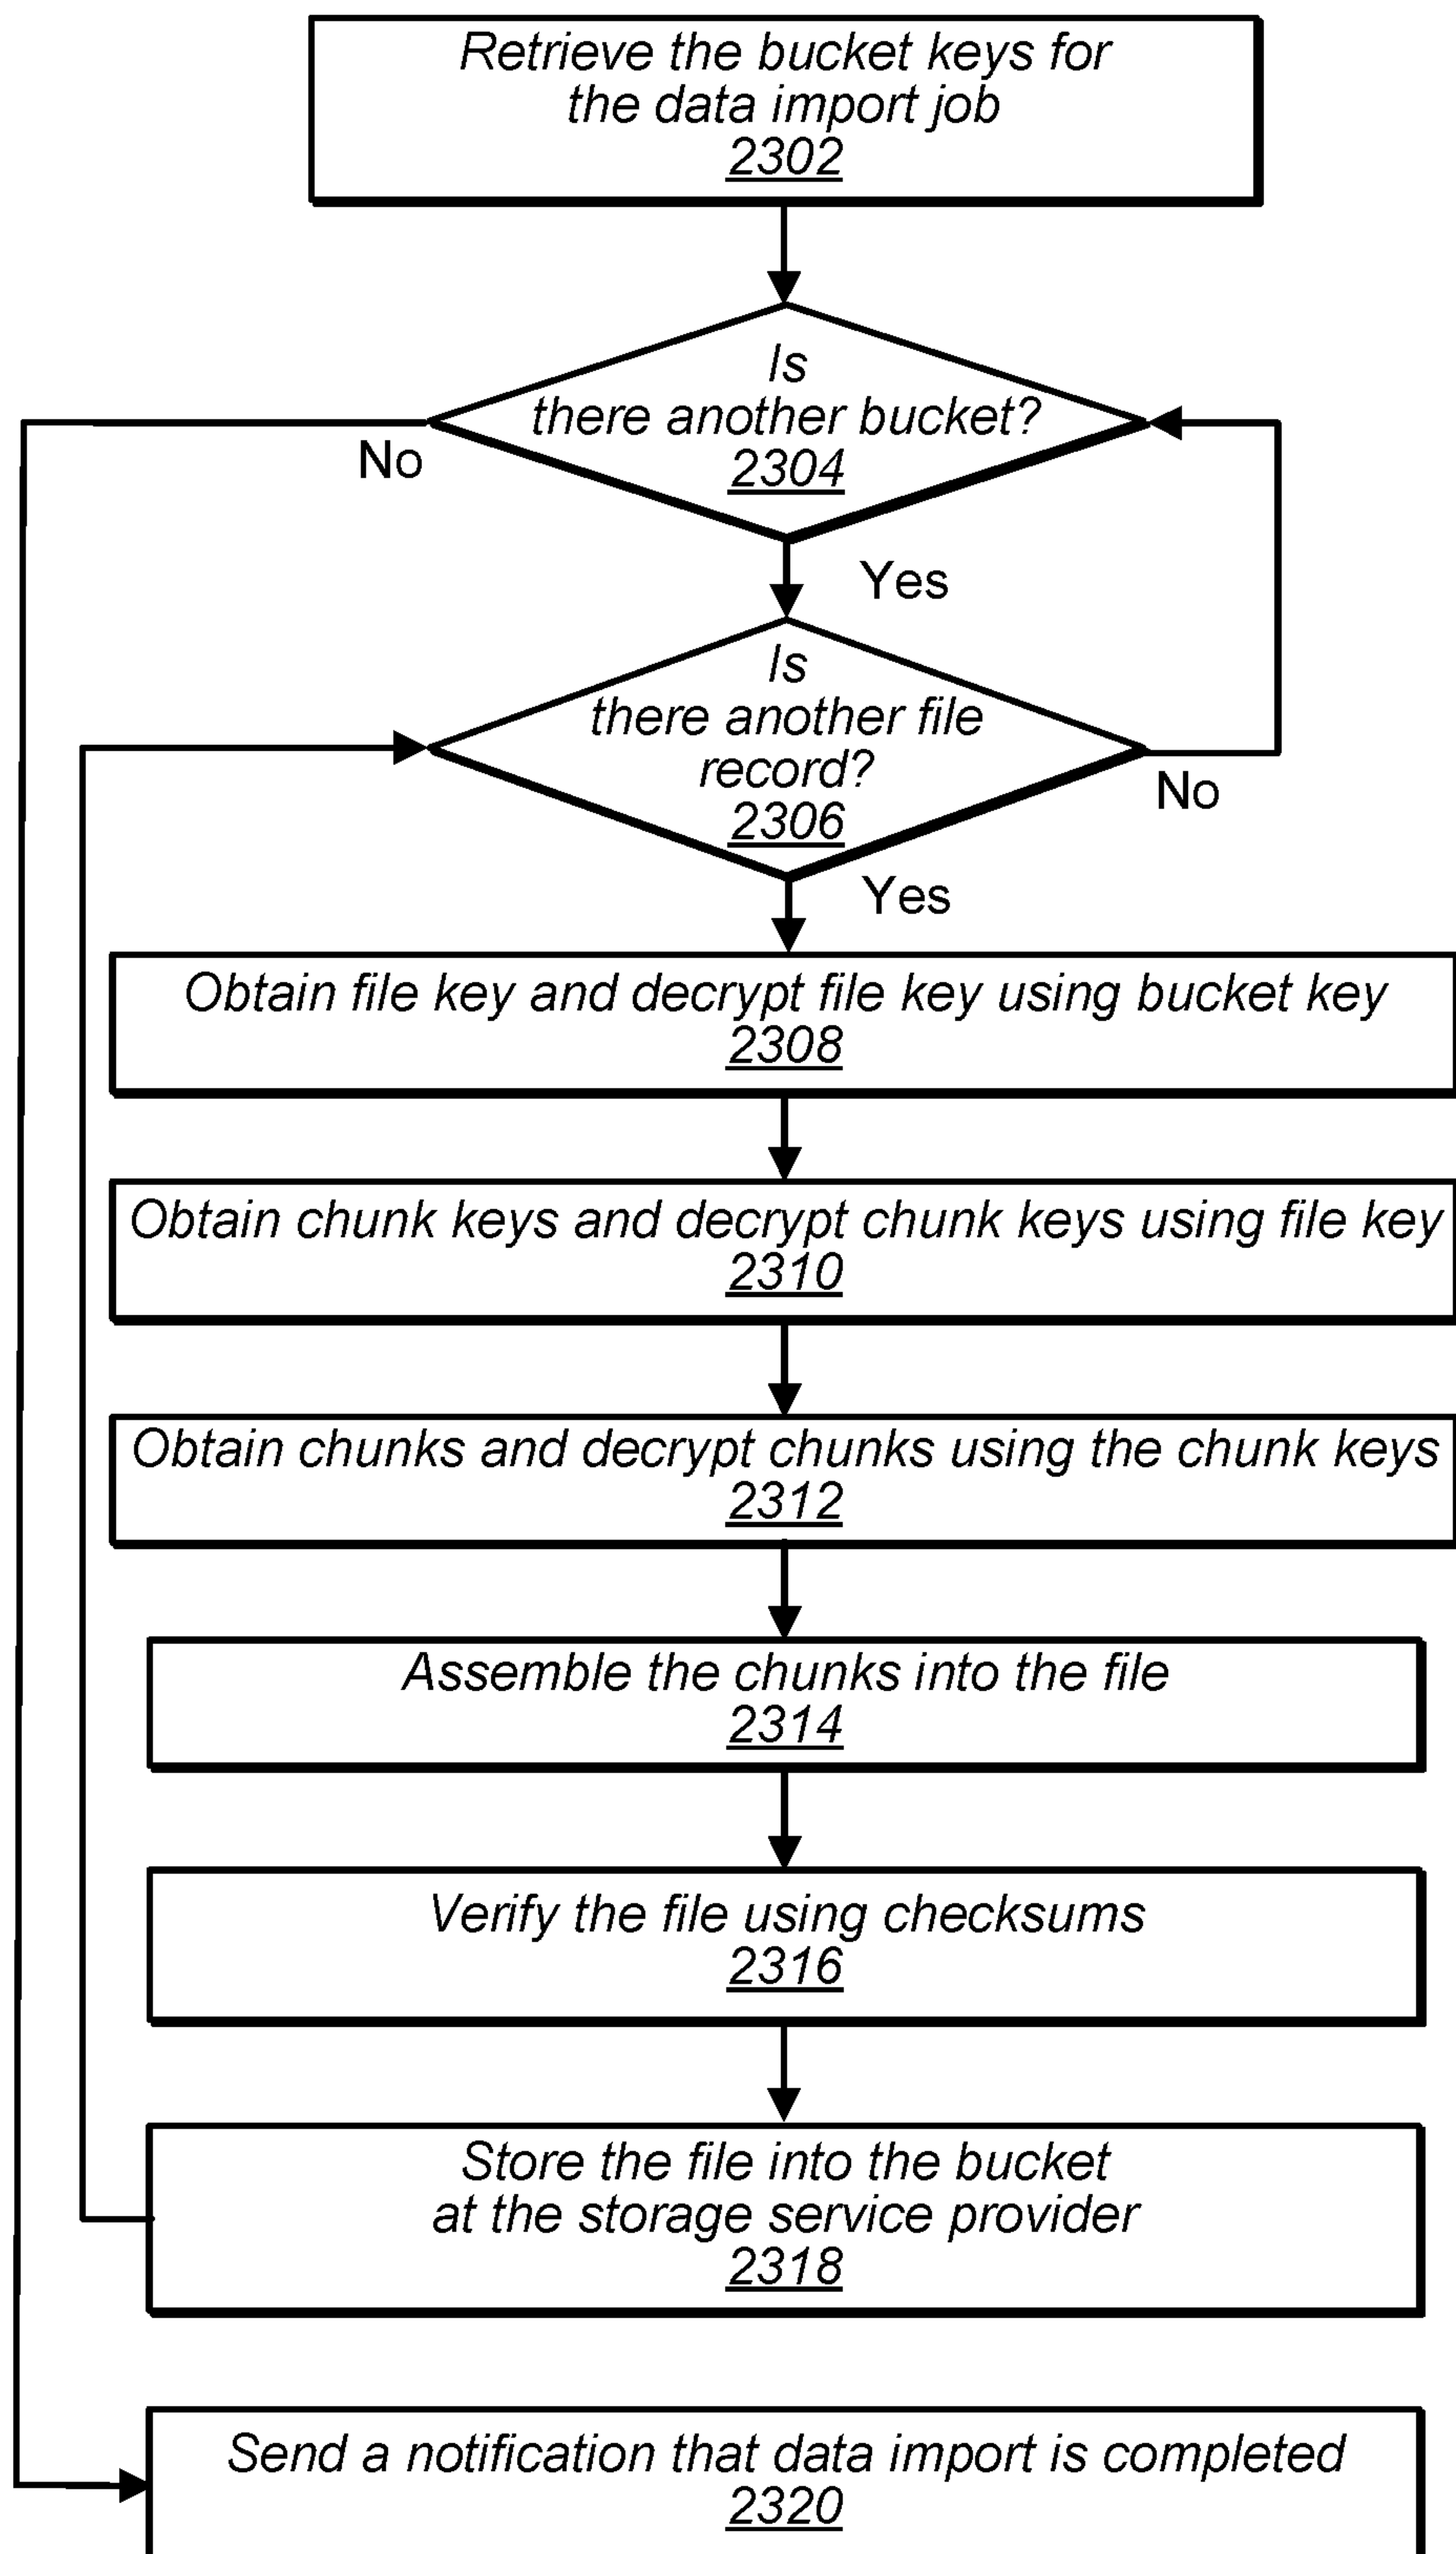 Retrieve the bucket keys for
the data import job
2302
Is
there another bucket?
2304
No
Yes
Is
there another file
record?
2306
No
Yes
Obtain file key and decrypt file key using bucket key
2308
Obtain chunk keys and decrypt chunk keys using file key
2310
Obtain chunks and decrypt chunks using the chunk keys
2312
Assemble the chunks into the file
2314
Verify the file using checksums
2316
Store the file into the bucket
at the storage service provider
2318
Send a notification that data import is completed
2320